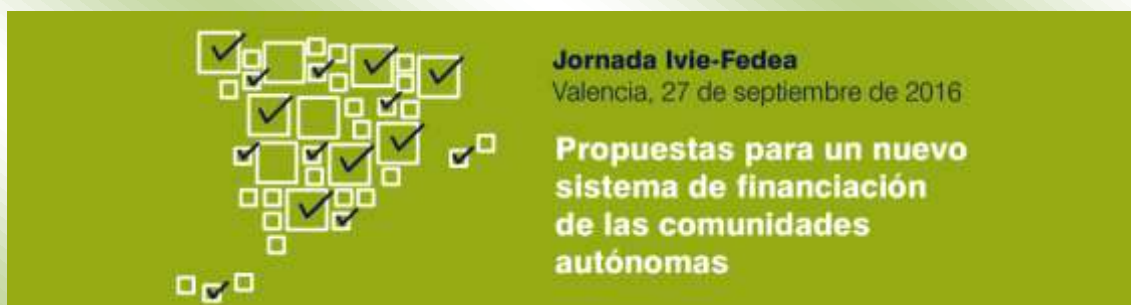 Jornada Ivie-Fedea
Valencia, 27 de septiembre de 2016
Propuestas para un nuevo
sistema de financiación
de las comunidades
autónomas